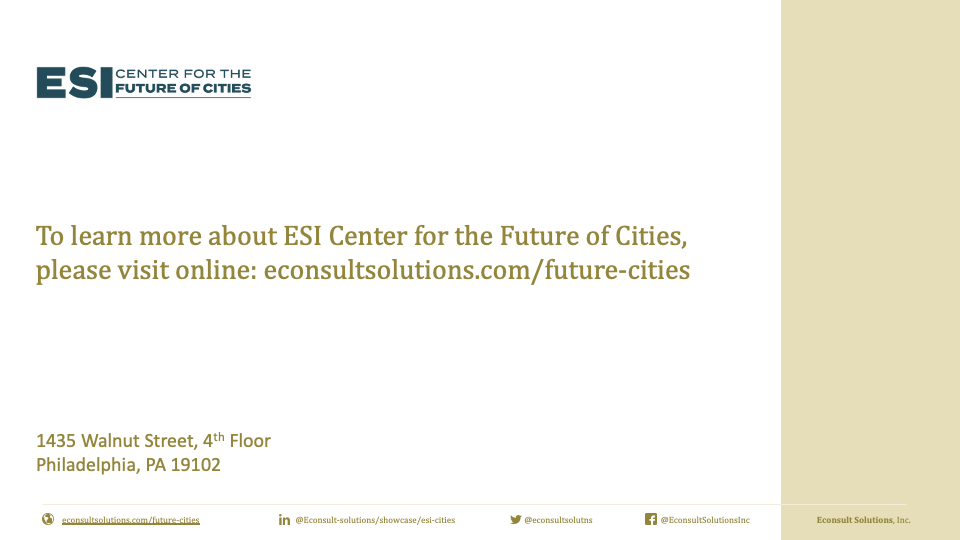 ESI CENTER FOR THE
FUTURE OF CITIES
To learn more about ESI Center for the Future of Cities,
please visit online: econsultsolutions.com/future-cities
1435 Walnut Street, 4th Floor
Philadelphia, PA 19102
econsultsolutions.com/future-cities
@Econsult-solutions/showcase/esi-cities
@econsultsolutns
@EconsultSolutionsInc
Econsult Solutions, Inc.